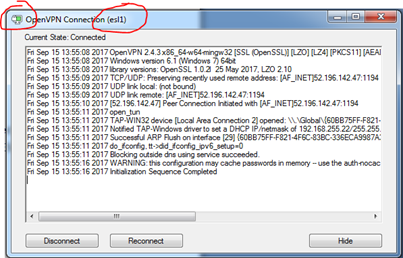 OpenVPN Connection (esl1)
Current State: Connected
Fri Sep 15 13:55:08 2017 OpenVPN 2.4.3 x86_64-w64-mingw32 [SSL (OpenSSL)] [LZO] [LZ4] [PKCS11] [AEAD
Fri Sep 15 13:55:08 2017 Windows version 6.1 (Windows 7) 64bit
Fri Sep 15 13:55:08 2017 library versions: OpenSSL 1.0.2l 25 May 2017, LZO 2.10
Fri Sep 15 13:55:09 2017 TCP/UDP: Preserving recently used remote address: [AF_INET]52.196.142.47:1194
Fri Sep 15 13:55:09 2017 UDP link local: (not bound)
Fri Sep 15 13:55:09 2017 UDP link remote: [AF_INET]52.196.142.47:1194
Fri Sep 15 13:55:10 2017 [52.196.142.47] Peer Connection Initiated with [AF_INET]52.196.142.47:1194
Fri Sep 15 13:55:11 2017 open_tun
Fri Sep 15 13:55:11 2017 TAP-WIN32 device [Local Area Connection 2] opened: \\.\Global\{60BB75FF-F821-
Fri Sep 15 13:55:11 2017 Notified TAP-Windows driver to set a DHCP IP/netmask of 192.168.255.22/255.255.
Fri Sep 15 13:55:11 2017 Successful ARP Flush on interface [29] {60BB75FF-F821-4F6C-83BC-336ECA9987A
Fri Sep 15 13:55:11 2017 do_ifconfig, tt->did_ifconfig_ipv6_setup=0
Fri Sep 15 13:55:11 2017 Blocking outside dns using service succeeded.
Fri Sep 15 13:55:16 2017 WARNING: this configuration may cache passwords in memory -- use the auth-nocac
Fri Sep 15 13:55:16 2017 Initialization Sequence Completed
Disconnect
Reconnect
Hide